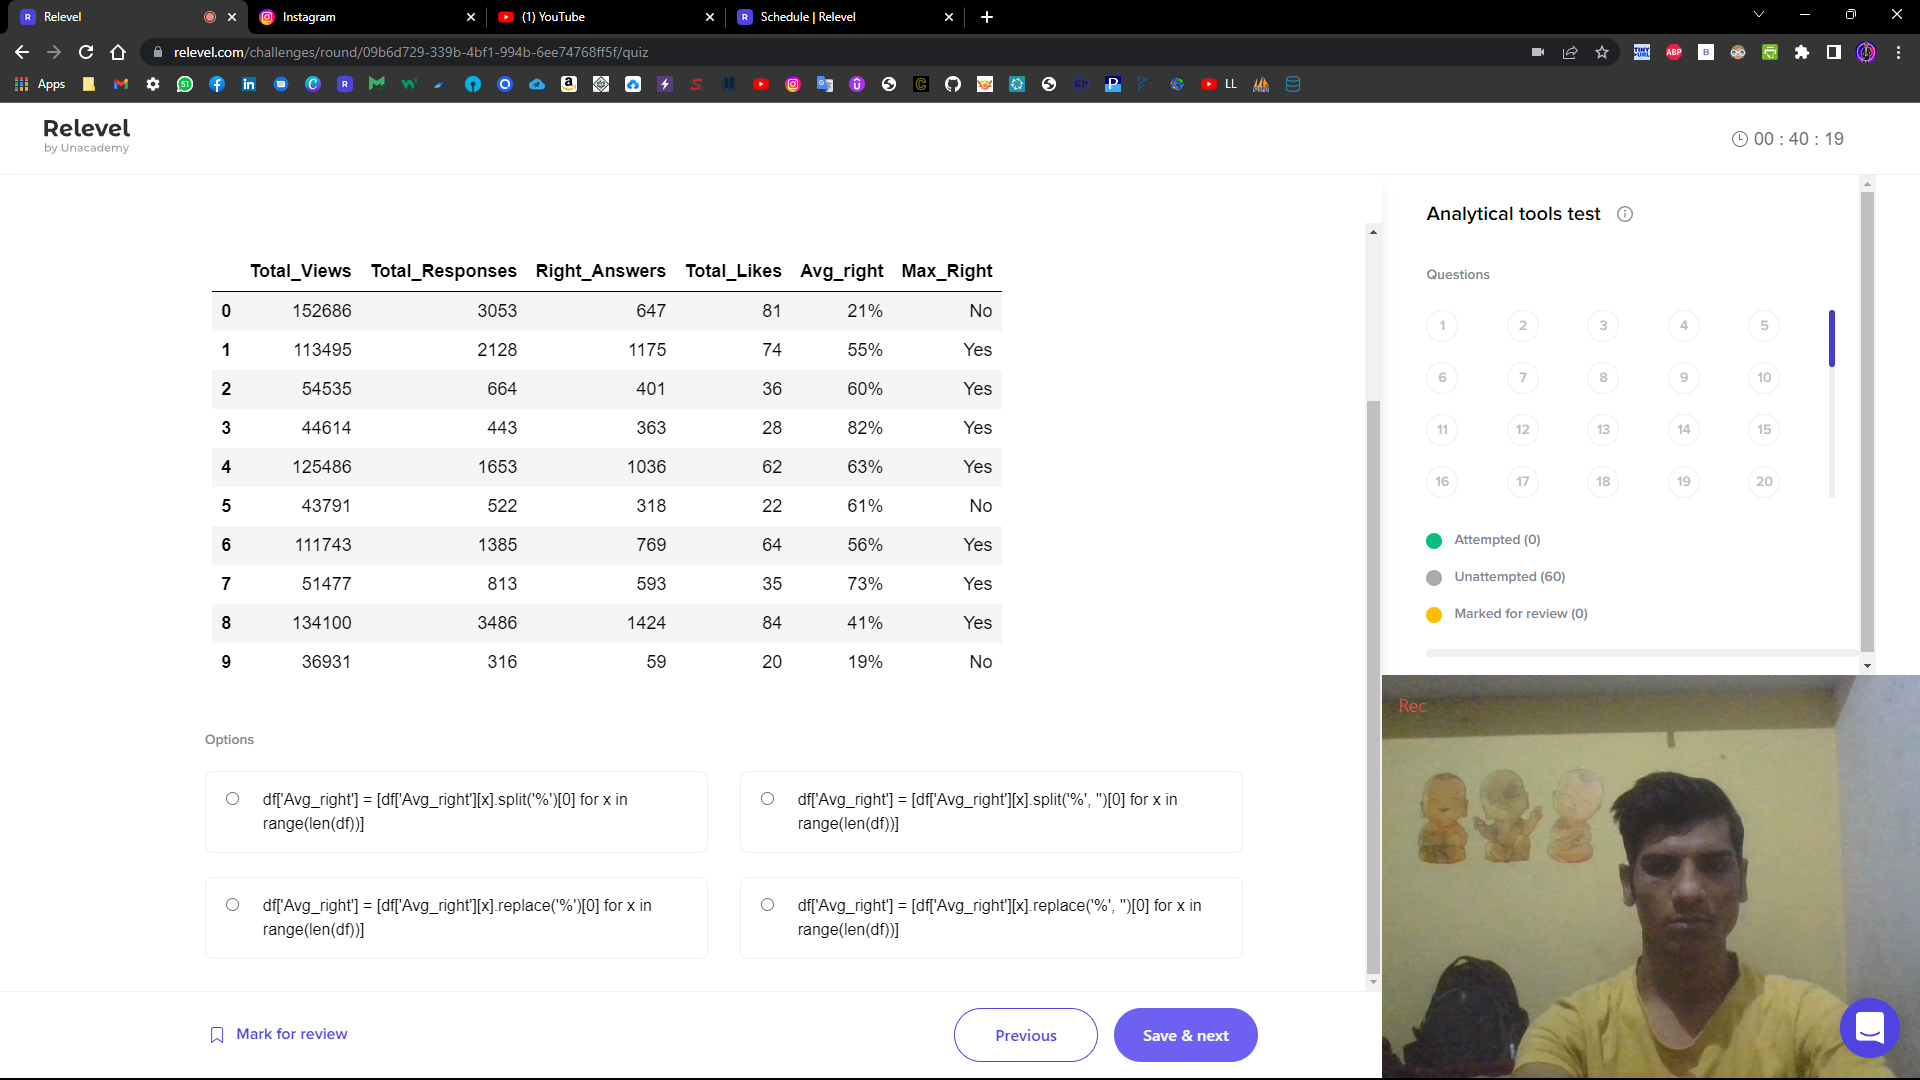 Relevel
Instagram
(1) YouTube
Schedule | Relevel
relevel.com/challenges/round/09b6d729-339b-4bf1-994b-6ee74768ff5f/quiz
Apps
LL
Relevel
by Unacademy
00 : 40 : 19
Total_Views Total_Responses Right_Answers Total_Likes Avg_right Max_Right
0 152686 3053 647 81 21% No
1 113495 2128 1175 74 55% Yes
2 54535 664 401 36 60% Yes
3 44614 443 363 28 82% Yes
4 125486 1653 1036 62 63% Yes
5 43791 522 318 22 61% No
6 111743 1385 769 64 56% Yes
7 51477 813 593 35 73% Yes
8 134100 3486 1424 84 41% Yes
9 36931 316 59 20 19% No
Options
df['Avg_right'] = [df['Avg_right'][x].split('%')[0] for x in
range(len(df))]
df['Avg_right'] = [df['Avg_right'][x].split('%', '')[0] for x in
range(len(df))]
df['Avg_right'] = [df['Avg_right'][x].replace('%')[0] for x in
range(len(df))]
df['Avg_right'] = [df['Avg_right'][x].replace('%', '')[0] for x in
range(len(df))]
Mark for review
Previous
Save & next
Analytical tools test
Questions
1 2 3 4 5
6 7 8 9 10
11 12 13 14 15
16 17 18 19 20
Attempted (0)
Unattempted (60)
Marked for review (0)
Rec